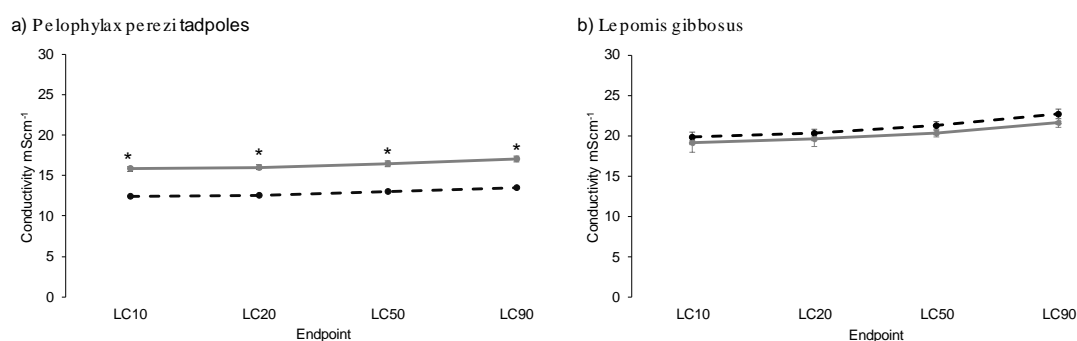 a) Pelophylax perezi tadpoles
30
25
20
15
10
5
0
Conductivity mScm-1
* * * *
LC10 LC20 LC50 LC90
Endpoint
b) Lepomis gibbosus
30
25
20
15
10
5
0
Conductivity mScm-1
LC10 LC20 LC50 LC90
Endpoint